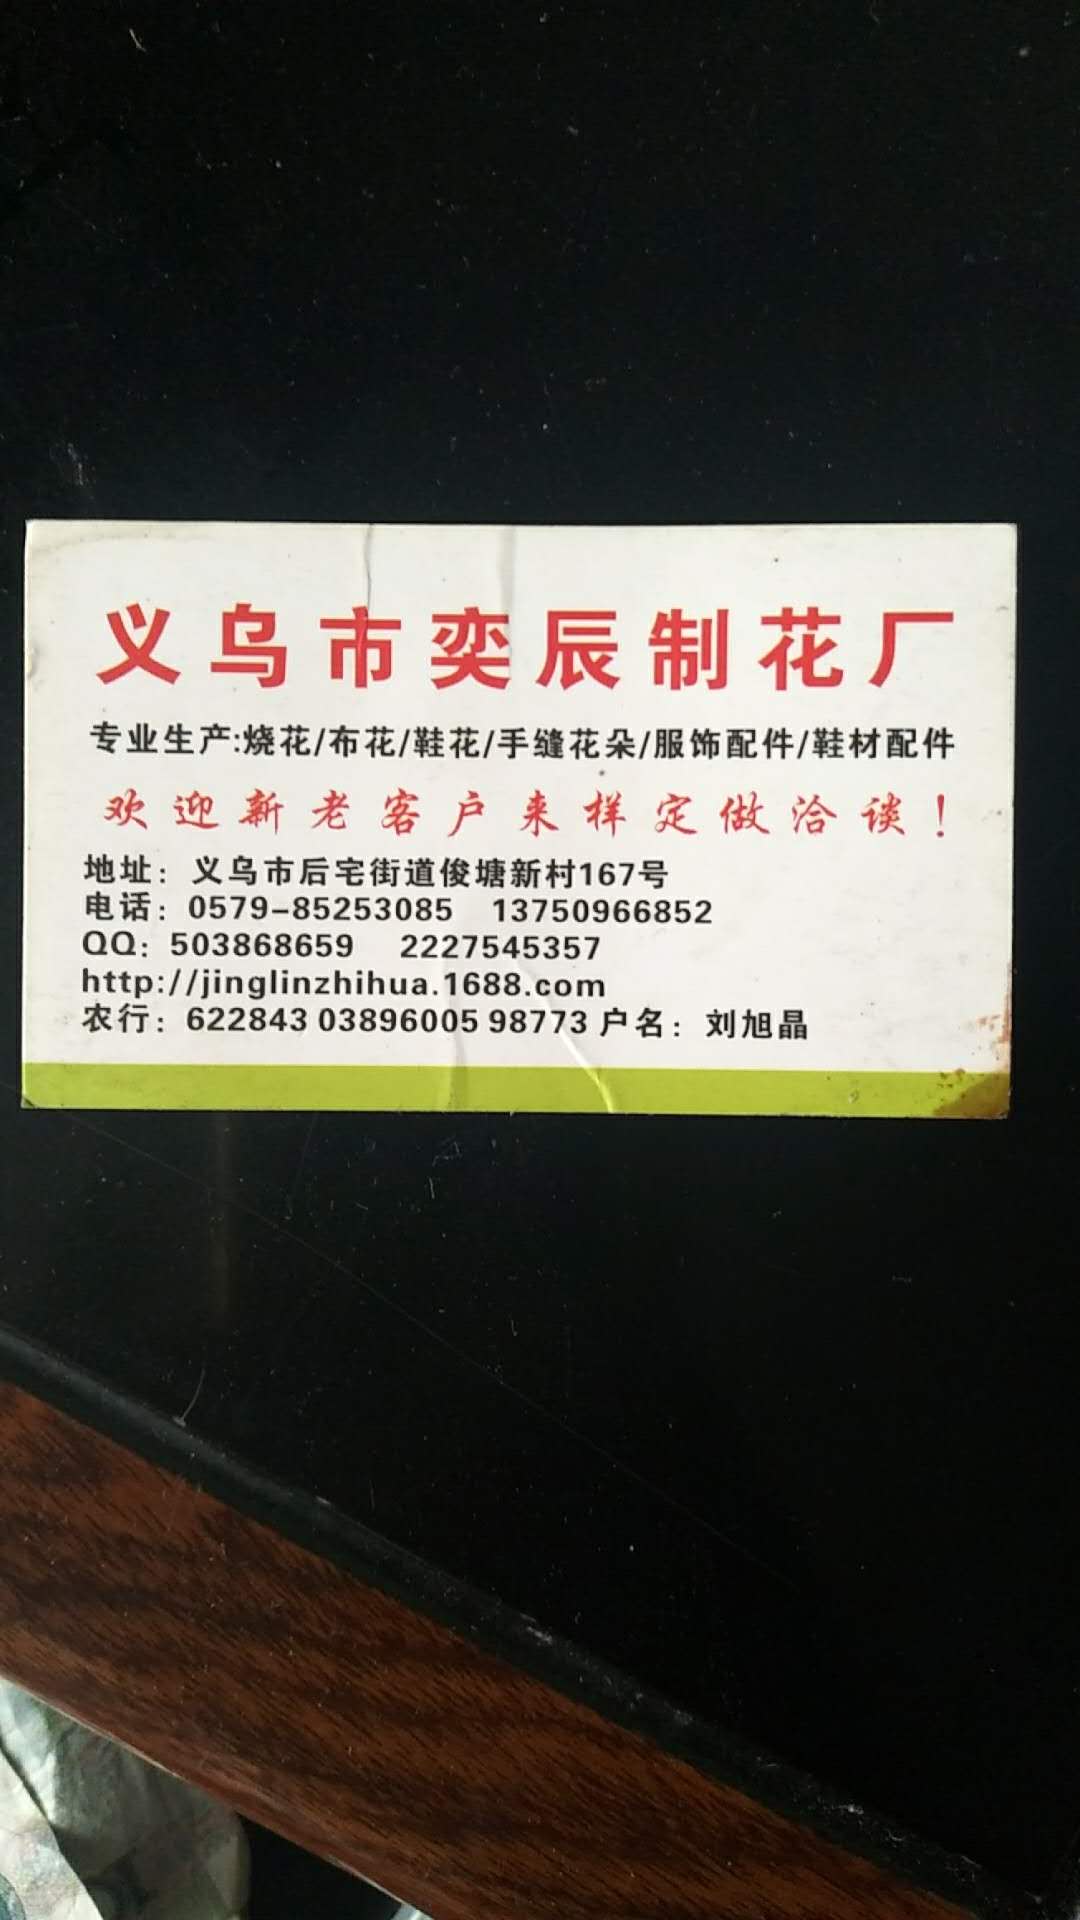 义乌市奕辰制花厂
专业生产:烧花/布花/鞋花/手缝花朵/服饰配件/鞋材配件
欢迎新老客户来样定做洽谈！
地址：义乌市后宅街道俊塘新村167号
电话：0579-85253085 13750966852
QQ：503868659 2227545357
http://jinglinzhihua.1688.com
农行：622843 03896005 98773 户名：刘旭晶